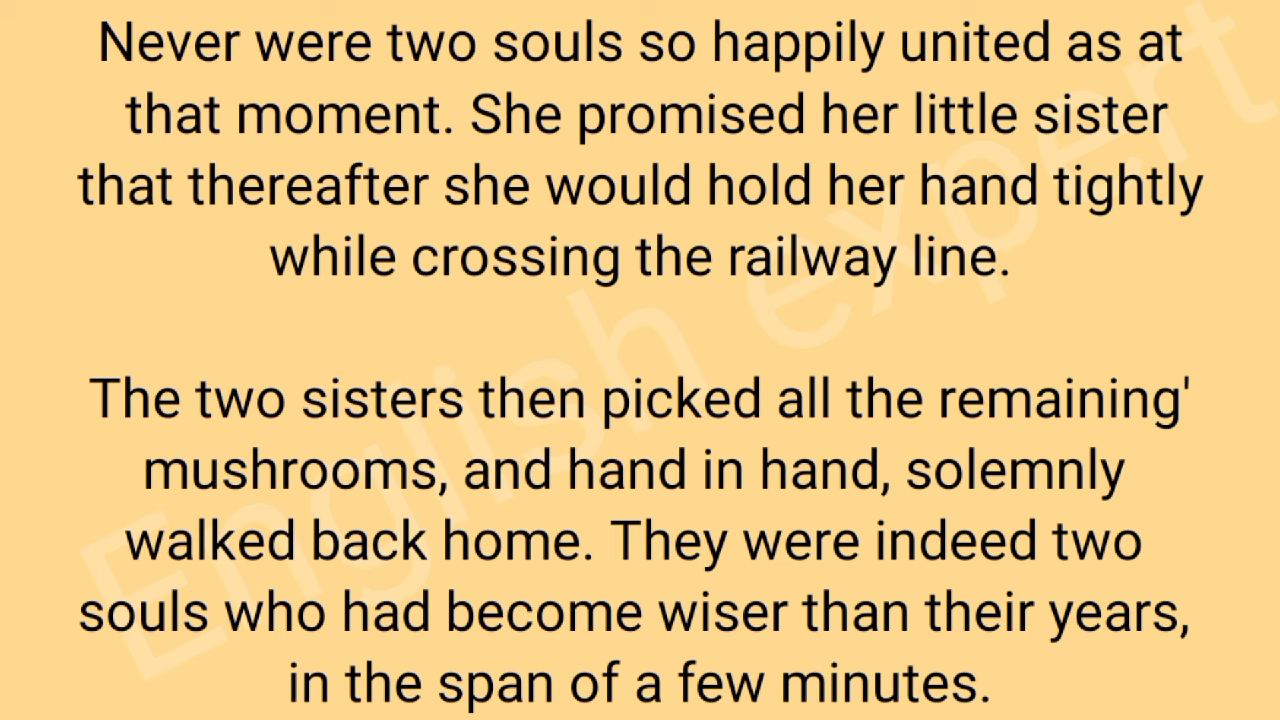 Never were two souls so happily united as at
that moment. She promised her little sister
that thereafter she would hold her hand tightly
while crossing the railway line.
The two sisters then picked all the remaining'
mushrooms, and hand in hand, solemnly
walked back home. They were indeed two
souls who had become wiser than their years,
in the span of a few minutes.
English expert